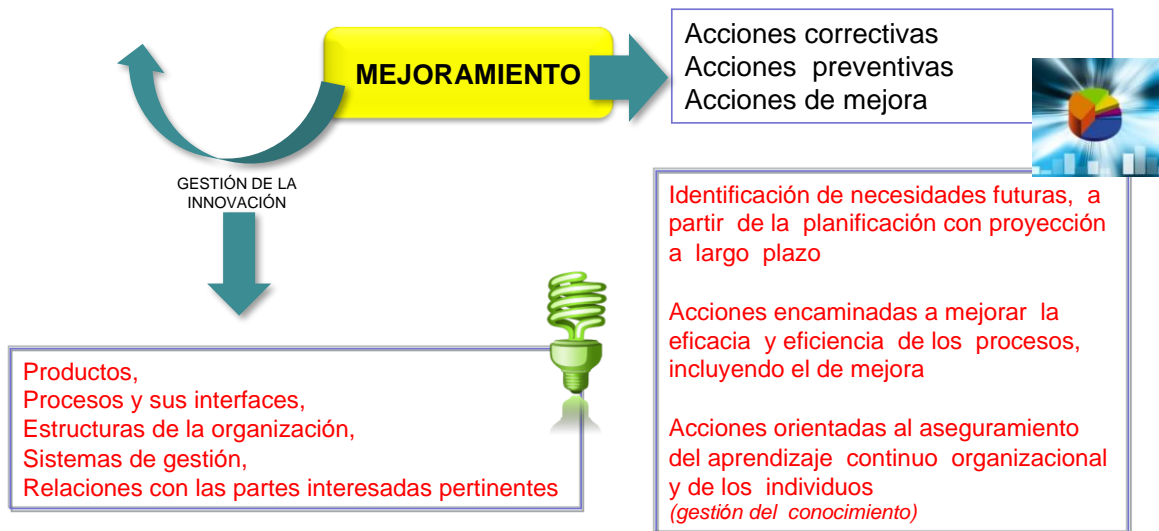 MEJORAMIENTO
Acciones correctivas
Acciones preventivas
Acciones de mejora
GESTIÓN DE LA
INNOVACIÓN
Identificación de necesidades futuras, a
partir de la planificación con proyección
a largo plazo
Acciones encaminadas a mejorar la
eficacia y eficiencia de los procesos,
incluyendo el de mejora
Acciones orientadas al aseguramiento
del aprendizaje continuo organizacional
y de los individuos
(gestión del conocimiento)
Productos,
Procesos y sus interfaces,
Estructuras de la organización,
Sistemas de gestión,
Relaciones con las partes interesadas pertinentes